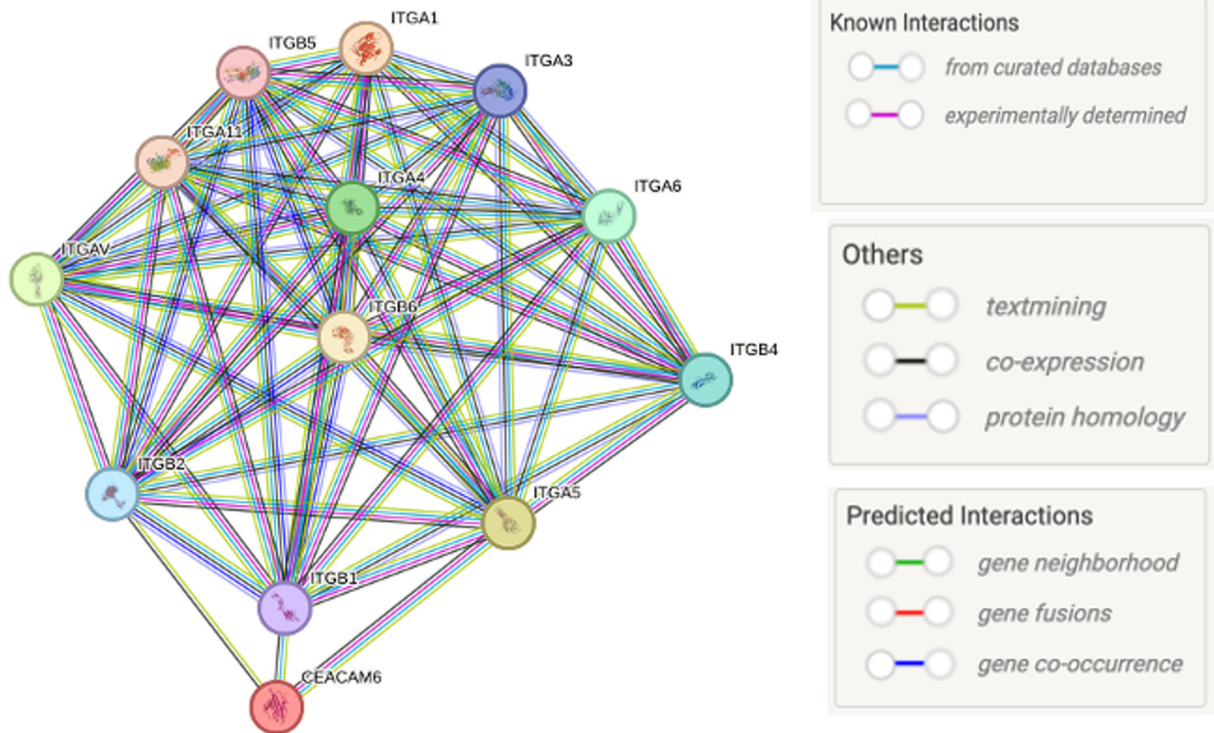 ITGA1
ITGB5
ITGA3
ITGA11
ITGA4
ITGA6
ITGAV
ITGB6
ITGB4
ITGB2
ITGA5
ITGB1
CEACAM6
Known Interactions
from curated databases
experimentally determined
Others
textmining
co-expression
protein homology
Predicted Interactions
gene neighborhood
gene fusions
gene co-occurrence